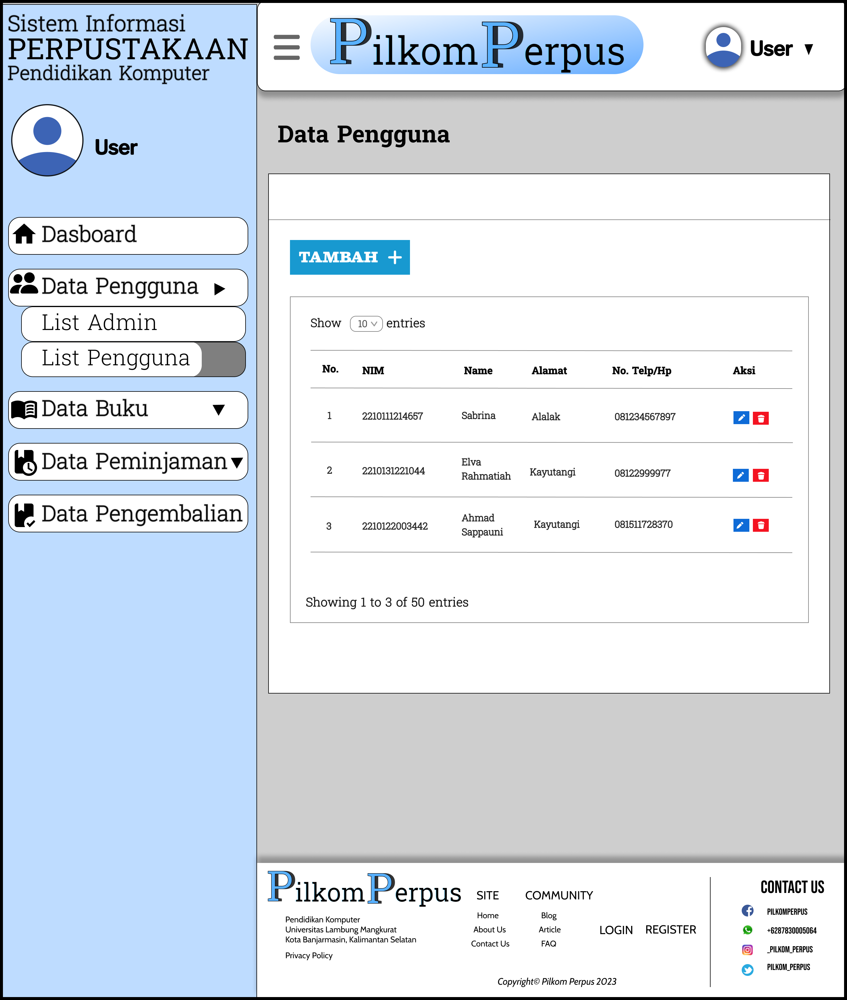 Sistem Informasi
PERPUSTAKAAN
Pendidikan Komputer
User
Dasboard
Data Pengguna
List Admin
List Pengguna
Data Buku
Data Peminjaman
Data Pengembalian
PilkomPerpus
User
Data Pengguna
TAMBAH +
Show 10 entries
No. NIM Name Alamat No. Telp/Hp Aksi
1 2210111214657 Sabrina Alalak 081234567897
2 2210131221044 Elva Rahmatiah Kayutangi 08122999977
3 2210122003442 Ahmad Sappauni Kayutangi 081511728370
Showing 1 to 3 of 50 entries
PilkomPerpus
Pendidikan Komputer
Universitas Lambung Mangkurat
Kota Banjarmasin, Kalimantan Selatan
Privacy Policy
SITE
Home
About Us
Contact Us
COMMUNITY
Blog
Article
FAQ
LOGIN REGISTER
Copyright© Pilkom Perpus 2023
CONTACT US
PILKOMPERPUS
+6287830005064
_PILKOM_PERPUS
PILKOM_PERPUS